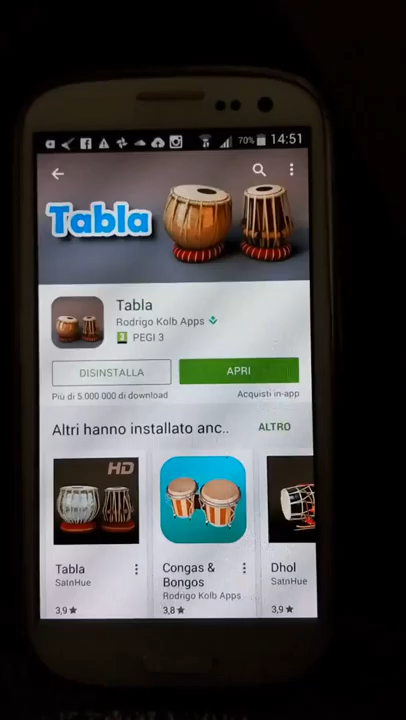 70% 14:51
Tabla
Tabla
Rodrigo Kolb Apps
3 PEGI 3
DISINSTALLA APRI
Più di 5.000 000 di download Acquisti in-app
Altri hanno installato anc.. ALTRO
HD
Tabla Congas & Bongos Dhol
SatnHue Rodrigo Kolb Apps SatnHue
3,9★ 3,8★ 3,9★